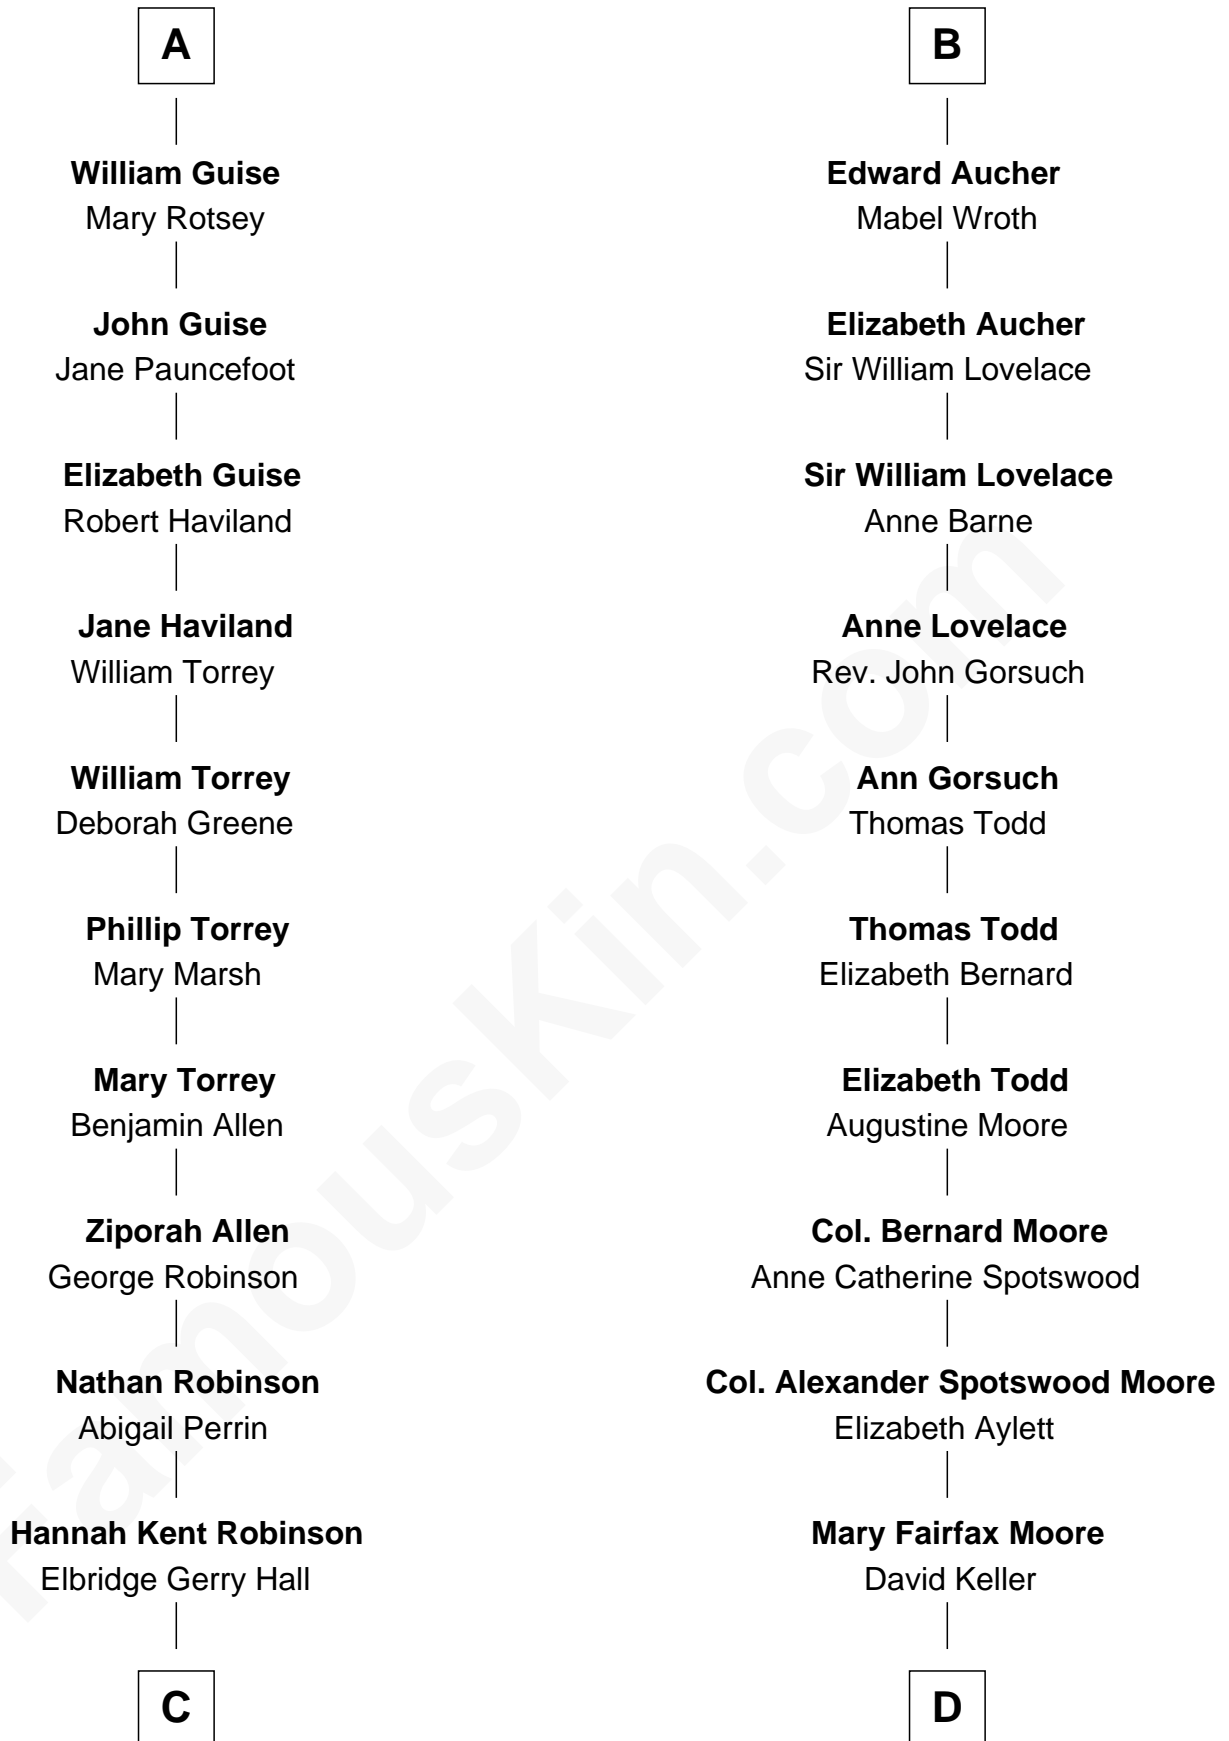 A
William Guise
Mary Rotsey
John Guise
Jane Pauncefoot
Elizabeth Guise
Robert Haviland
Jane Haviland
William Torrey
William Torrey
Deborah Greene
Phillip Torrey
Mary Marsh
Mary Torrey
Benjamin Allen
Ziporah Allen
George Robinson
Nathan Robinson
Abigail Perrin
Hannah Kent Robinson
Elbridge Gerry Hall
C
B
Edward Aucher
Mabel Wroth
Elizabeth Aucher
Sir William Lovelace
Sir William Lovelace
Anne Barne
Anne Lovelace
Rev. John Gorsuch
Ann Gorsuch
Thomas Todd
Thomas Todd
Elizabeth Bernard
Elizabeth Todd
Augustine Moore
Col. Bernard Moore
Anne Catherine Spotswood
Col. Alexander Spotswood Moore
Elizabeth Aylett
Mary Fairfax Moore
David Keller
D
famouskin.com